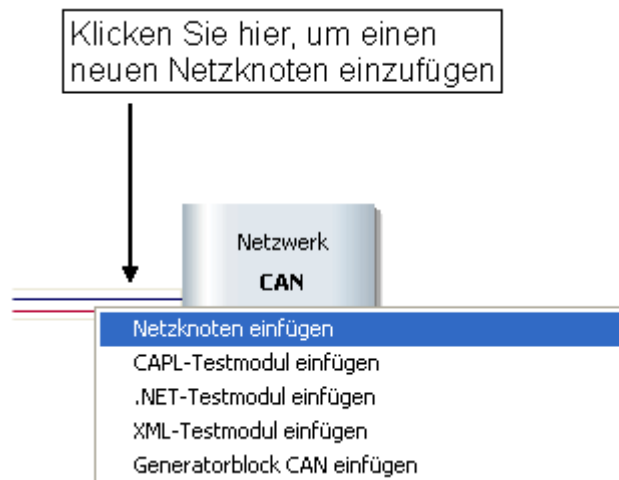 Klicken Sie hier, um einen
neuen Netzknoten einzufügen
Netzwerk
CAN
Netzknoten einfügen
CAPL-Testmodul einfügen
.NET-Testmodul einfügen
XML-Testmodul einfügen
Generatorblock CAN einfügen